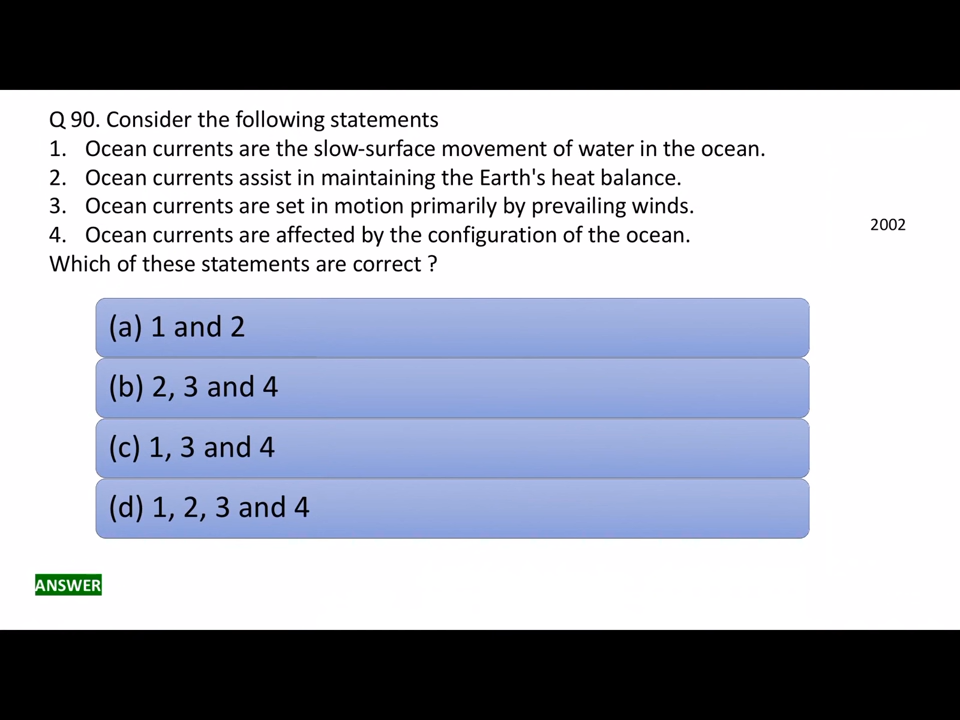 Q 90. Consider the following statements
1. Ocean currents are the slow-surface movement of water in the ocean.
2. Ocean currents assist in maintaining the Earth's heat balance.
3. Ocean currents are set in motion primarily by prevailing winds.
4. Ocean currents are affected by the configuration of the ocean.
Which of these statements are correct ?
2002
(a) 1 and 2
(b) 2, 3 and 4
(c) 1, 3 and 4
(d) 1, 2, 3 and 4
ANSWER